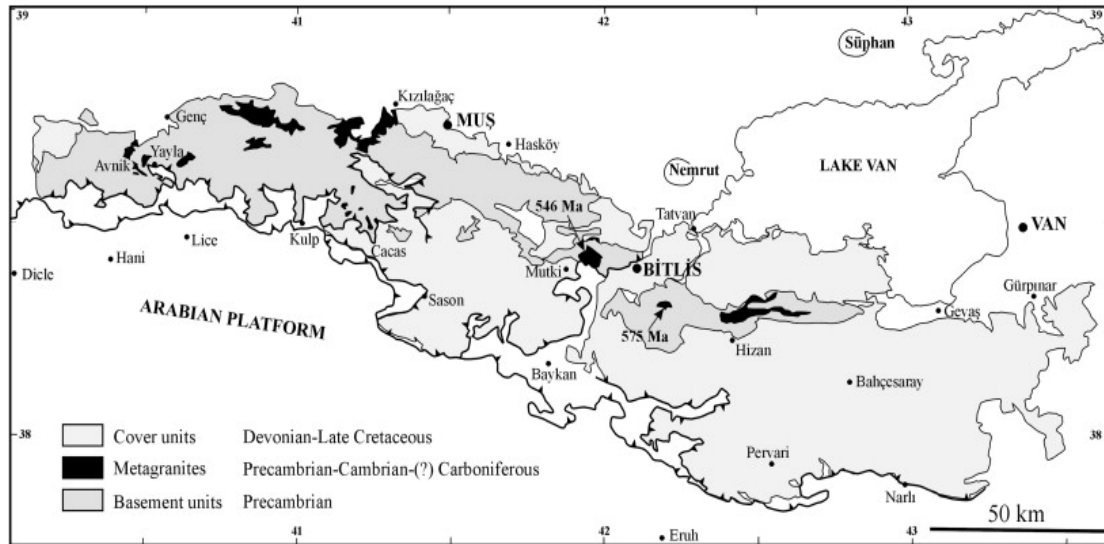 39 41 42 43 39
Süphan
Kızılağaç
Genç
MUŞ
Hasköy
Yayla
Avnik
Nemrut
LAKE VAN
546 Ma
Tatvan
VAN
Kulp
Cacas
Lice
Hani
Dicle
Mutki
BİTLİS
Gürpınar
Sason
Gevaş
ARABIAN PLATFORM
575 Ma
Hizan
Baykan
Bahçesaray
Cover units Devonian-Late Cretaceous
38 38
Metagranites Precambrian-Cambrian-(?) Carboniferous
Pervari
Basement units Precambrian
Narlı
50 km
41 42 43
Eruh